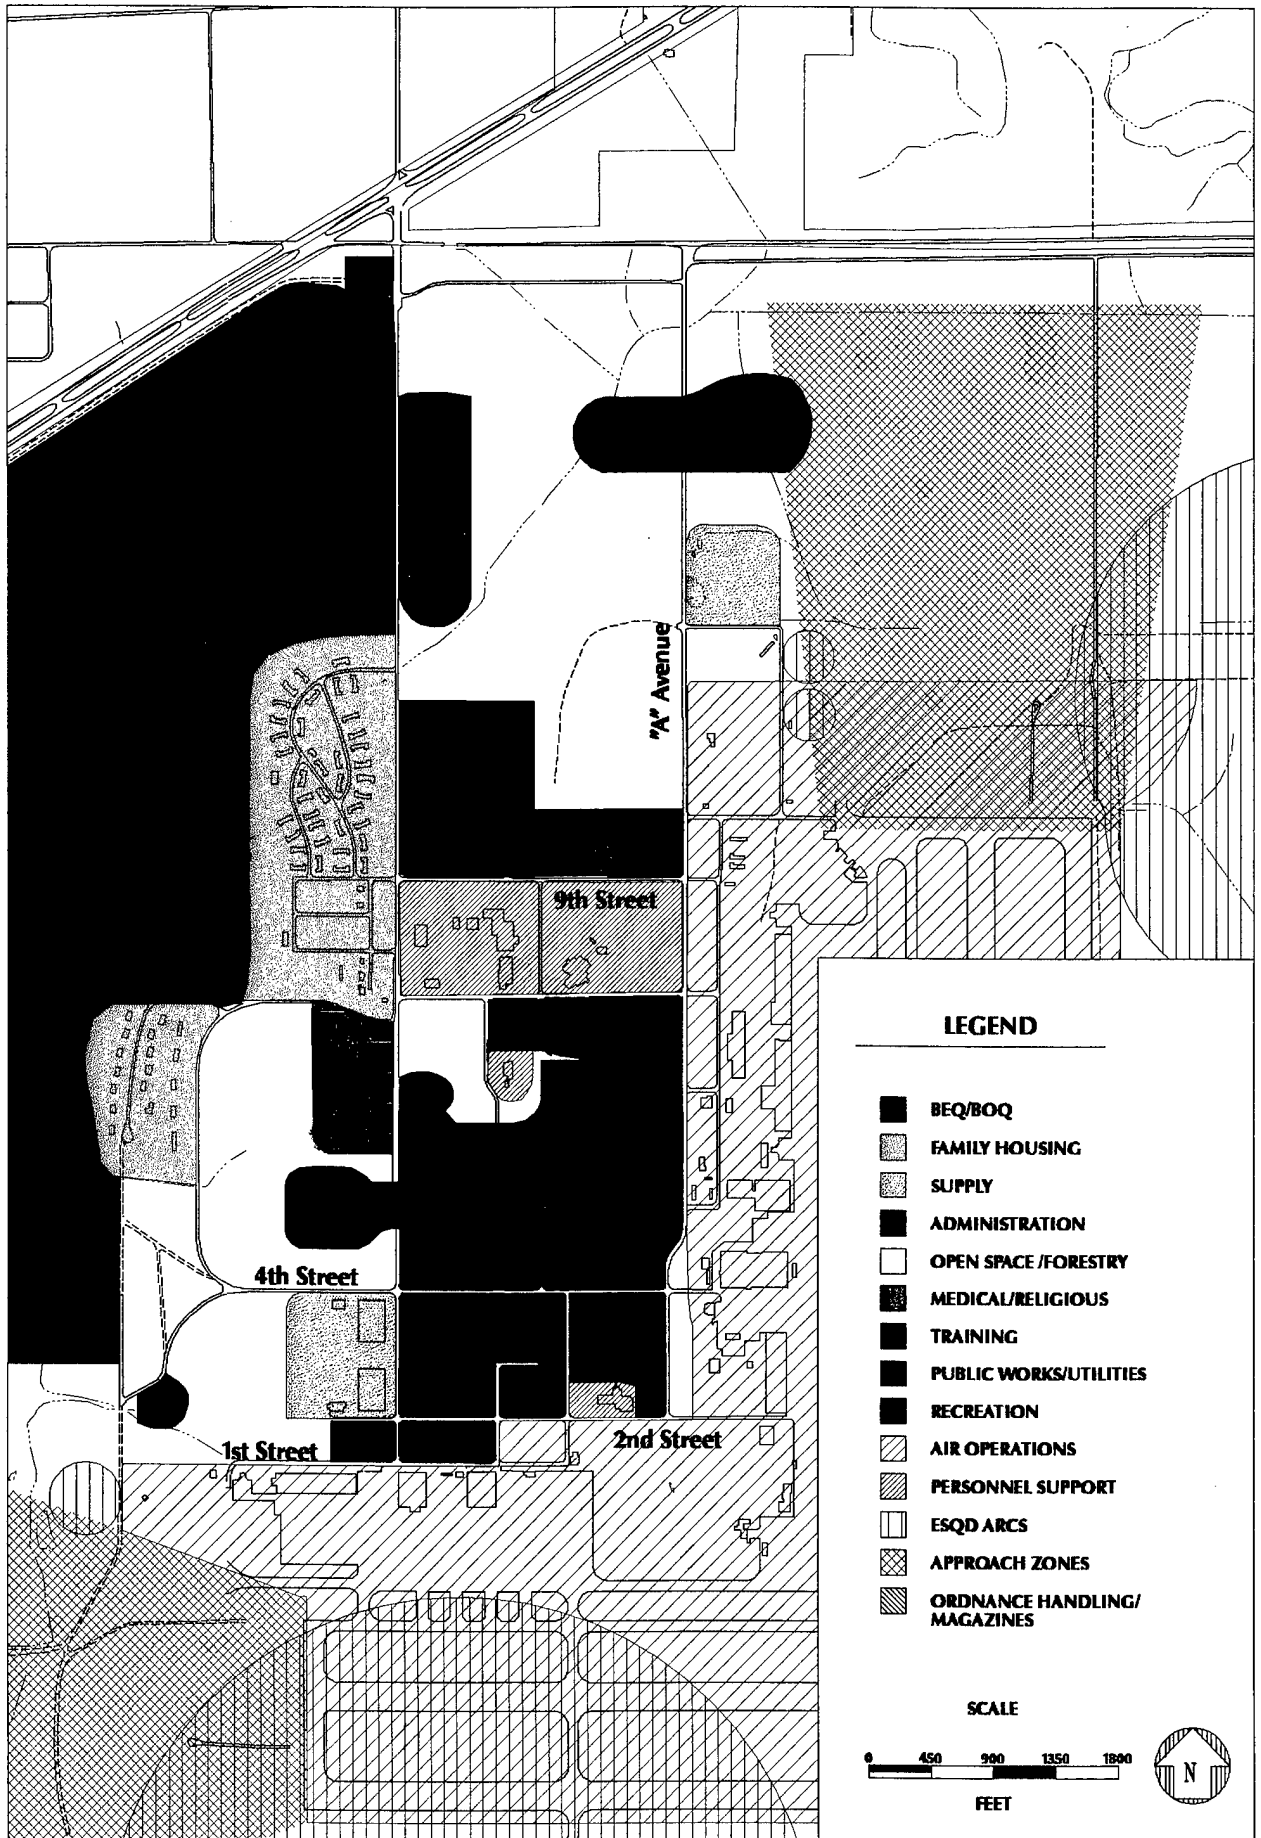 "A" Avenue
9th Street
4th Street
1st Street
2nd Street
LEGEND
BEQ/BOQ
FAMILY HOUSING
SUPPLY
ADMINISTRATION
OPEN SPACE /FORESTRY
MEDICAL/RELIGIOUS
TRAINING
PUBLIC WORKS/UTILITIES
RECREATION
AIR OPERATIONS
PERSONNEL SUPPORT
ESQD ARCS
APPROACH ZONES
ORDNANCE HANDLING/
MAGAZINES
SCALE
0 450 900 1350 1800
FEET
N